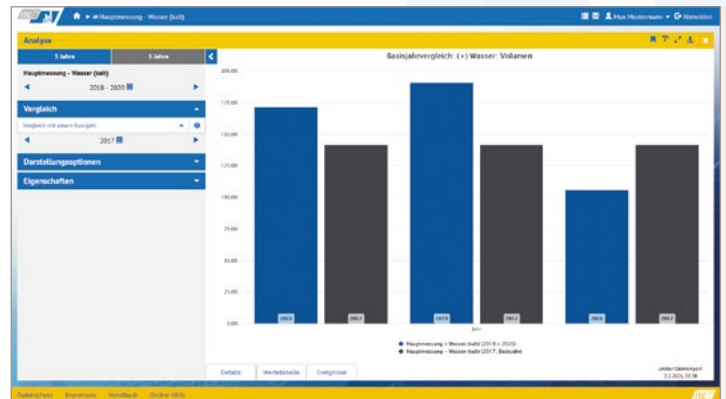 Hauptmessung - Wasser (kalt)
Max Mustermann
Abmelden
Analyse
3 Jahre
5 Jahre
Basisjahrvergleich: (+) Wasser: Volumen
Hauptmessung - Wasser (kalt)
2018 - 2020
Vergleich
Vergleich mit einem Basisjahr
2017
Darstellungsoptionen
Eigenschaften
200,00
175,00
150,00
125,00
100,00
75,00
50,00
25,00
0,00
2018
2017
2019
2017
2020
2017
Jahr
Hauptmessung - Wasser (kalt) (2018 - 2020)
Hauptmessung - Wasser (kalt) (2017, Basisjahr)
Details
Wertetabelle
Ereignisse
Letzter Datenimport
Datenschutz Impressum Handbuch Online-Hilfe